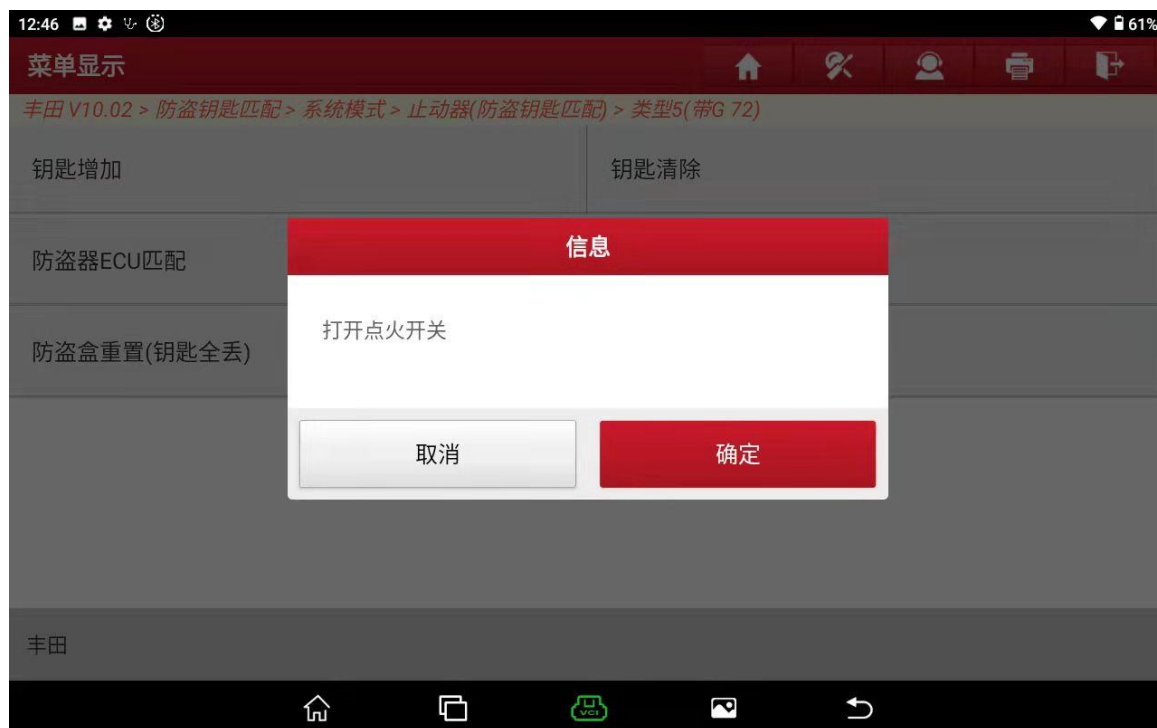 12:46
61%
菜单显示
丰田 V10.02 > 防盗钥匙匹配 > 系统模式 > 止动器(防盗钥匙匹配) > 类型5(带G 72)
钥匙增加
钥匙清除
防盗器ECU匹配
信息
打开点火开关
防盗盒重置(钥匙全丢)
取消
确定
丰田
VCI